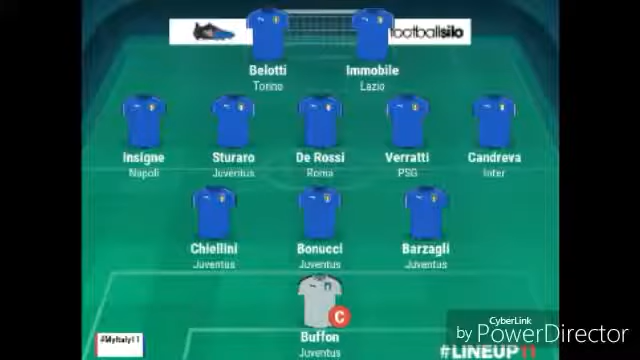 footballsilo
Belotti
Torino
Immobile
Lazio
Insigne
Napoli
Sturaro
Juventus
De Rossi
Roma
Verratti
PSG
Candreva
Inter
Chiellini
Juventus
Bonucci
Juventus
Barzagli
Juventus
C
Buffon
Juventus
#MyItaly11
#LINEUP11
CyberLink
by PowerDirector